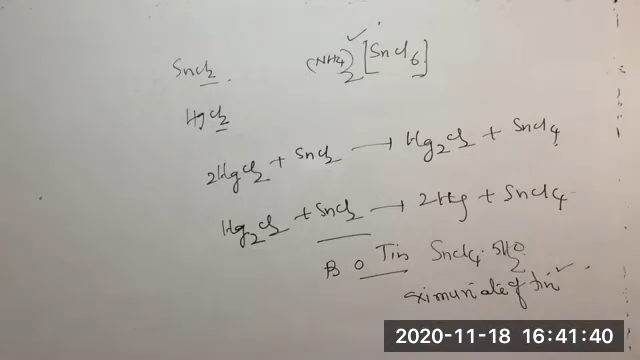 SnCl2. (NH4)2[SnCl6]
HgCl2
2HgCl2 + SnCl2 → Hg2Cl2 + SnCl4
Hg2Cl2 + SnCl2 → 2Hg + SnCl4
B O Tin SnCl4.5H2O
oximuriate of tin
2020-11-18 16:41:40